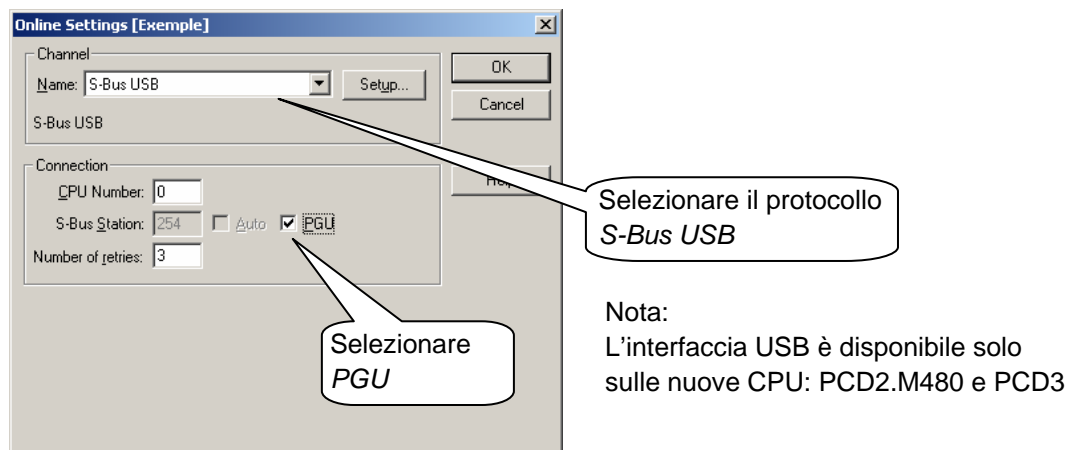 Online Settings [Exemple]
Channel
Name: S-Bus USB
Setup...
OK
S-Bus USB
Cancel
Connection
CPU Number: 0
S-Bus Station: 254 Auto PGU
Number of retries: 3
Selezionare il protocollo
S-Bus USB
Selezionare
PGU
Nota:
L'interfaccia USB è disponibile solo
sulle nuove CPU: PCD2.M480 e PCD3